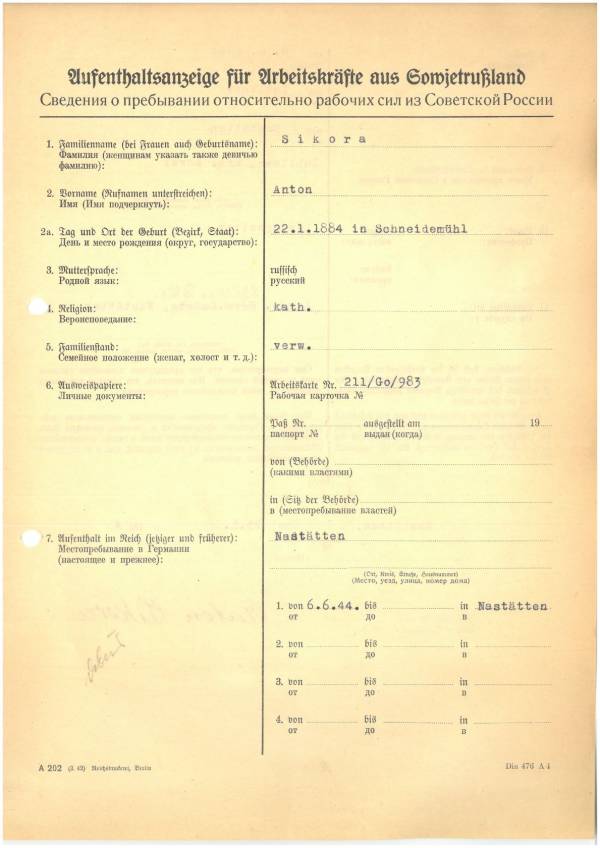 Aufenthaltsanzeige für Arbeitskräfte aus Sowjetrußland
Сведения о пребывании относительно рабочих сил из Советской России
1. Familienname (bei Frauen auch Geburtsname):
Фамилия (женщинам указать также девичью
фамилию):
Sikora
2. Vorname (Rufnamen unterstreichen):
Имя (Имя подчеркнуть):
Anton
2a. Tag und Ort der Geburt (Bezirk, Staat):
День и место рождения (округ, государство):
22.1.1884 in Schneidemühl
3. Muttersprache:
Родной язык:
russisch
русский
4. Religion:
Вероисповедание:
kath.
5. Familienstand:
Семейное положение (женат, холост и т. д.):
verw.
6. Ausweispapiere:
Личные документы:
Arbeitskarte Nr. 211/Go/983
Рабочая карточка №
Paß Nr. ausgestellt am 19
паспорт № выдан (когда)
von (Behörde)
(какими властями)
in (Sitz der Behörde)
в (местопребывание властей)
7. Aufenthalt im Reich (jetziger und früherer):
Местопребывание в Германии
(настоящее и прежнее):
Nastätten
(Ort, Kreis, Straße, Hausnummer)
(Место, уезд, улица, номер дома)
1. von 6.6.44. bis in Nastätten
от до в
2. von bis in
от до в
3. von bis in
от до в
4. von bis in
от до в
A 202 (3. 43) Reichsdruckerei, Berlin
Din 476 A 4